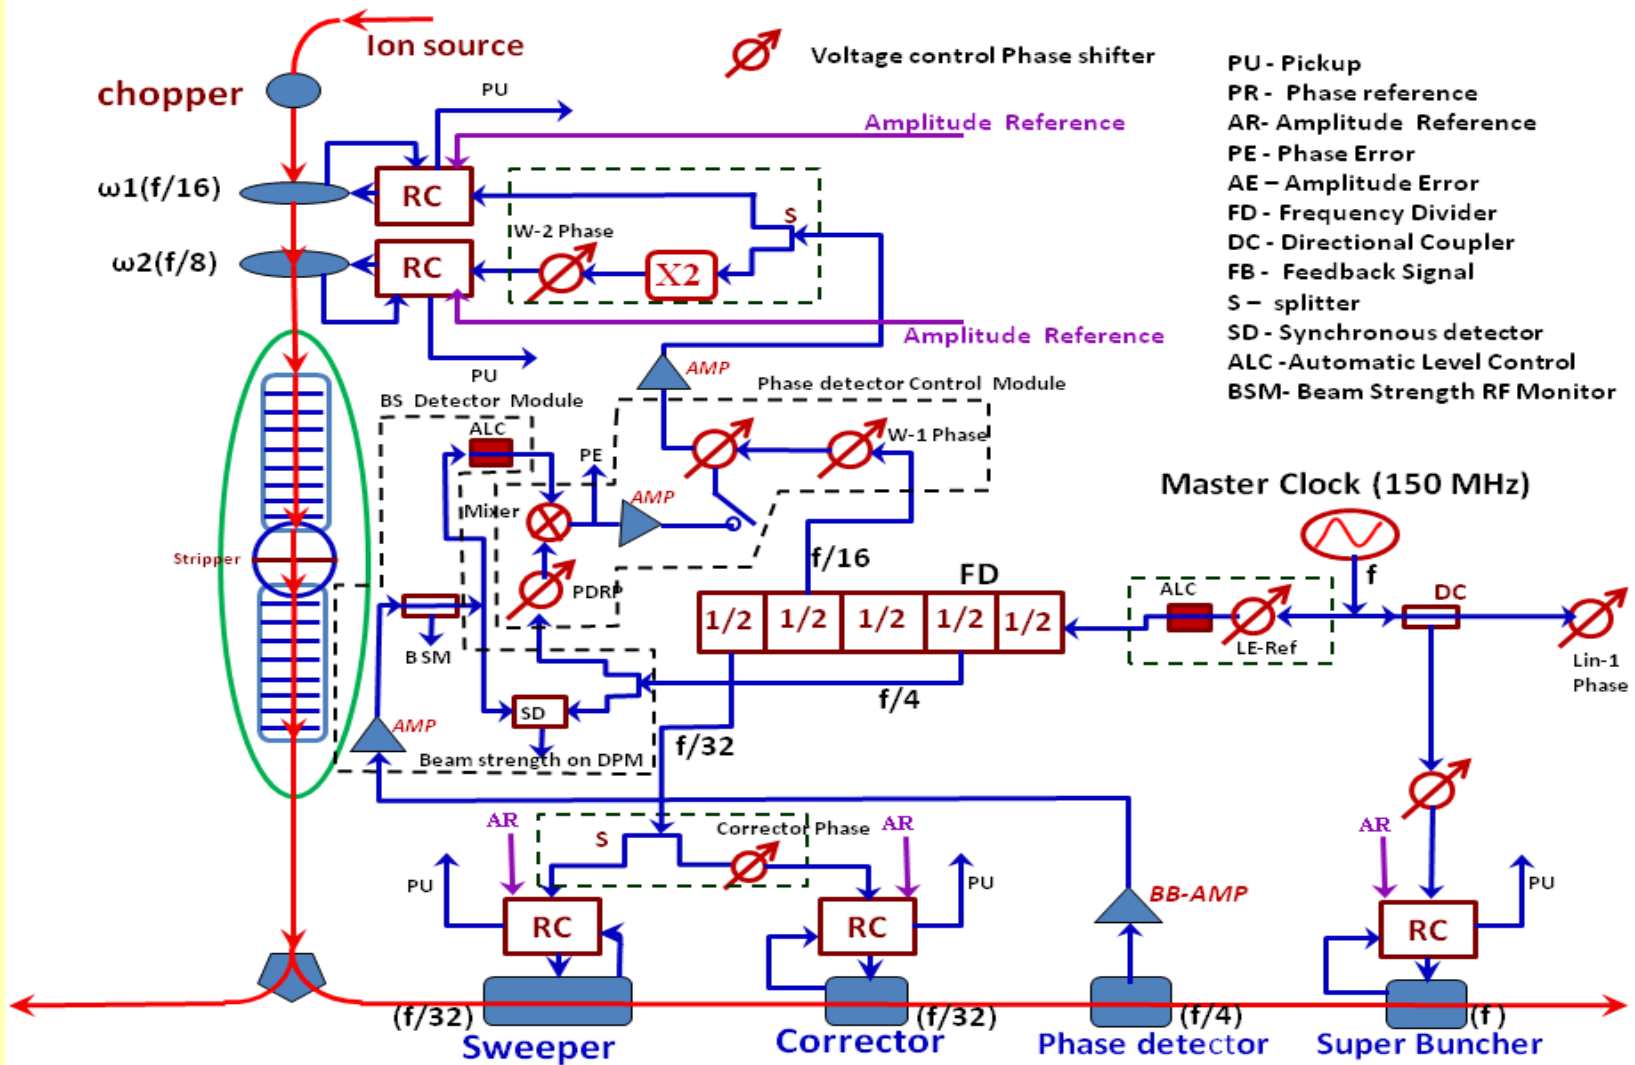 Ion source
chopper
Voltage control Phase shifter
PU - Pickup
PR - Phase reference
AR- Amplitude Reference
PE - Phase Error
AE – Amplitude Error
FD - Frequency Divider
DC - Directional Coupler
FB - Feedback Signal
S – splitter
SD - Synchronous detector
ALC -Automatic Level Control
BSM- Beam Strength RF Monitor
PU
Amplitude Reference
ω1(f/16)
RC
S
W-2 Phase
ω2(f/8)
RC
X2
Amplitude Reference
PU
AMP
Phase detector Control Module
BS Detector Module
ALC
W-1 Phase
PE
Master Clock (150 MHz)
AMP
Mixer
Stripper
f/16
FD
f
ALC
DC
PDRP
1/2 1/2 1/2 1/2 1/2
LE-Ref
Lin-1
Phase
BSM
f/4
SD
AMP
f/32
Beam strength on DPM
AR
S
Corrector Phase
AR
AR
PU
PU
BB-AMP
PU
RC
RC
RC
(f/32)
(f/32)
(f/4)
(f)
Sweeper
Corrector
Phase detector
Super Buncher